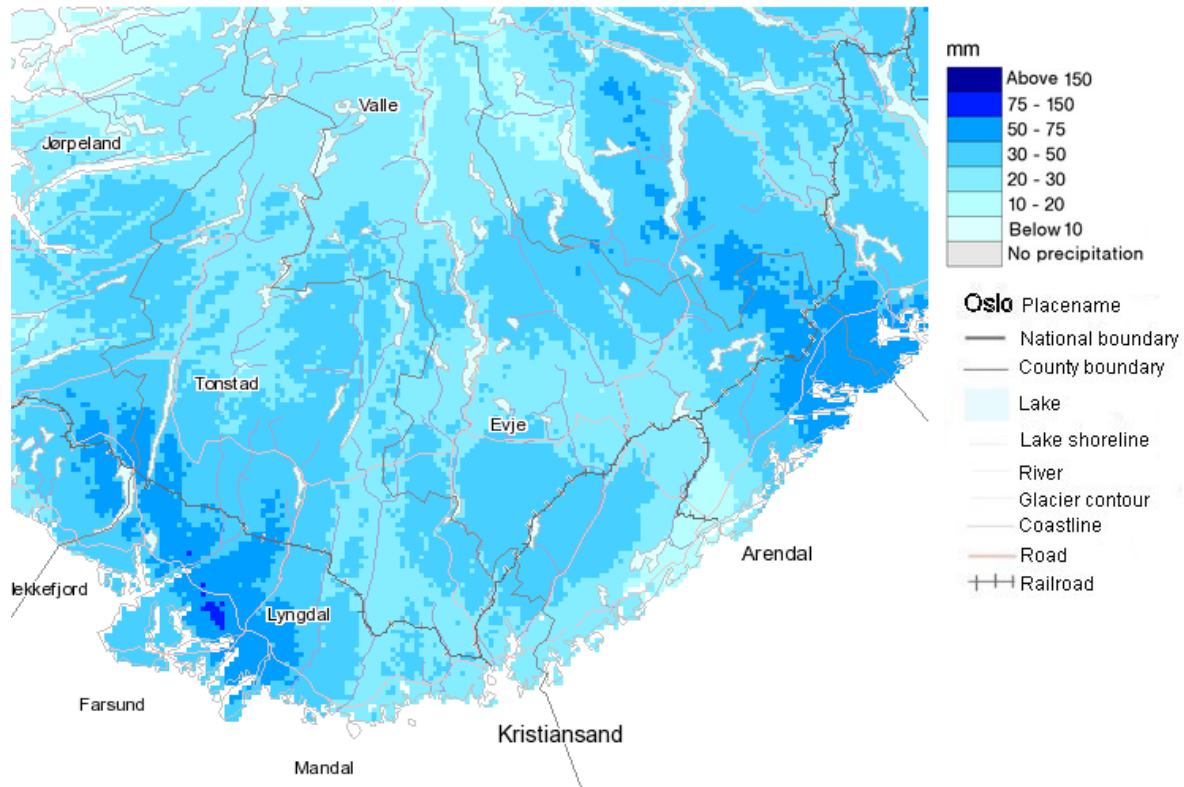 Valle
Jørpeland
Tonstad
Evje
Arendal
lekkefjord
Lyngdal
Farsund
Kristiansand
Mandal
mm
Above 150
75 - 150
50 - 75
30 - 50
20 - 30
10 - 20
Below 10
No precipitation
Oslo Placename
National boundary
County boundary
Lake
Lake shoreline
River
Glacier contour
Coastline
Road
Railroad